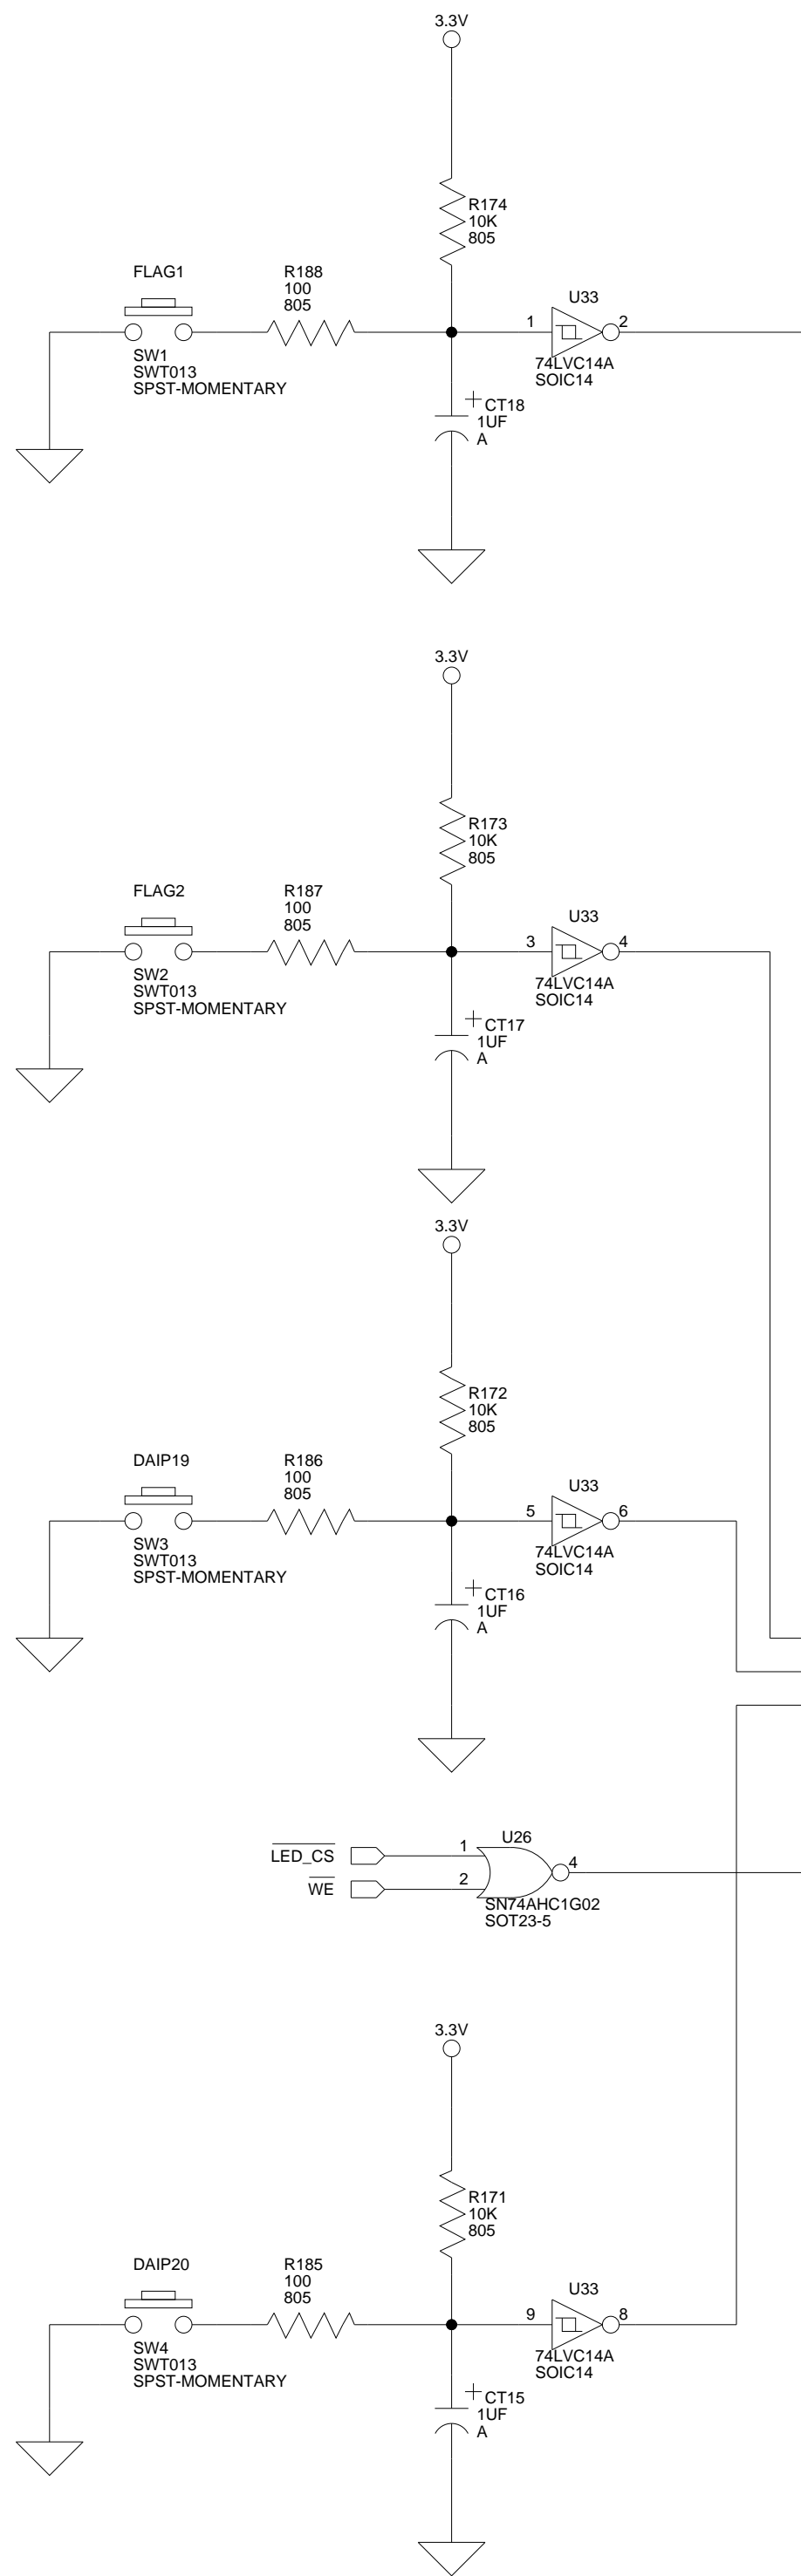 3.3V
R174
10K
805
FLAG1
R188
100
805
U33
1
2
SW1
SWT013
SPST-MOMENTARY
74LVC14A
SOIC14
+
CT18
1UF
A
3.3V
R173
10K
805
FLAG2
R187
100
805
U33
3
4
SW2
SWT013
SPST-MOMENTARY
74LVC14A
SOIC14
+
CT17
1UF
A
3.3V
R172
10K
805
DAIP19
R186
100
805
U33
5
6
SW3
SWT013
SPST-MOMENTARY
74LVC14A
SOIC14
+
CT16
1UF
A
U26
LED_CS
1
4
WE
2
SN74AHC1G02
SOT23-5
3.3V
R171
10K
805
DAIP20
R185
100
805
U33
9
8
SW4
SWT013
SPST-MOMENTARY
74LVC14A
SOIC14
+
CT15
1UF
A